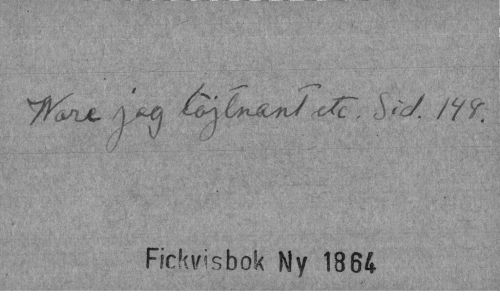 Wore jag löjtnant etc. Sid. 148.
Fickvisbok Ny 1864